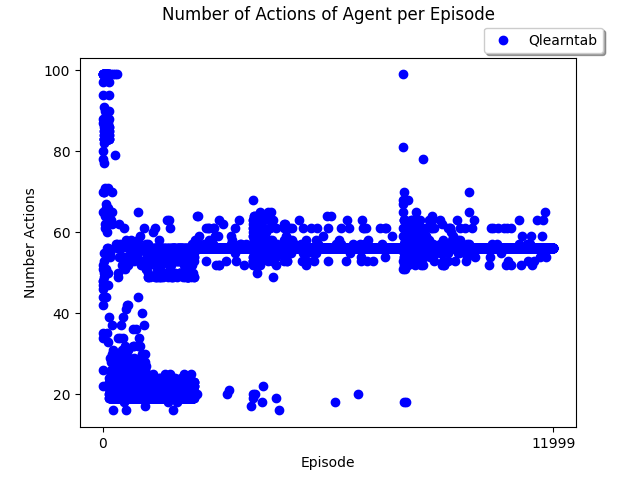 Number of Actions of Agent per Episode
Qlearntab
100
80
60
40
20
Number Actions
0
11999
Episode